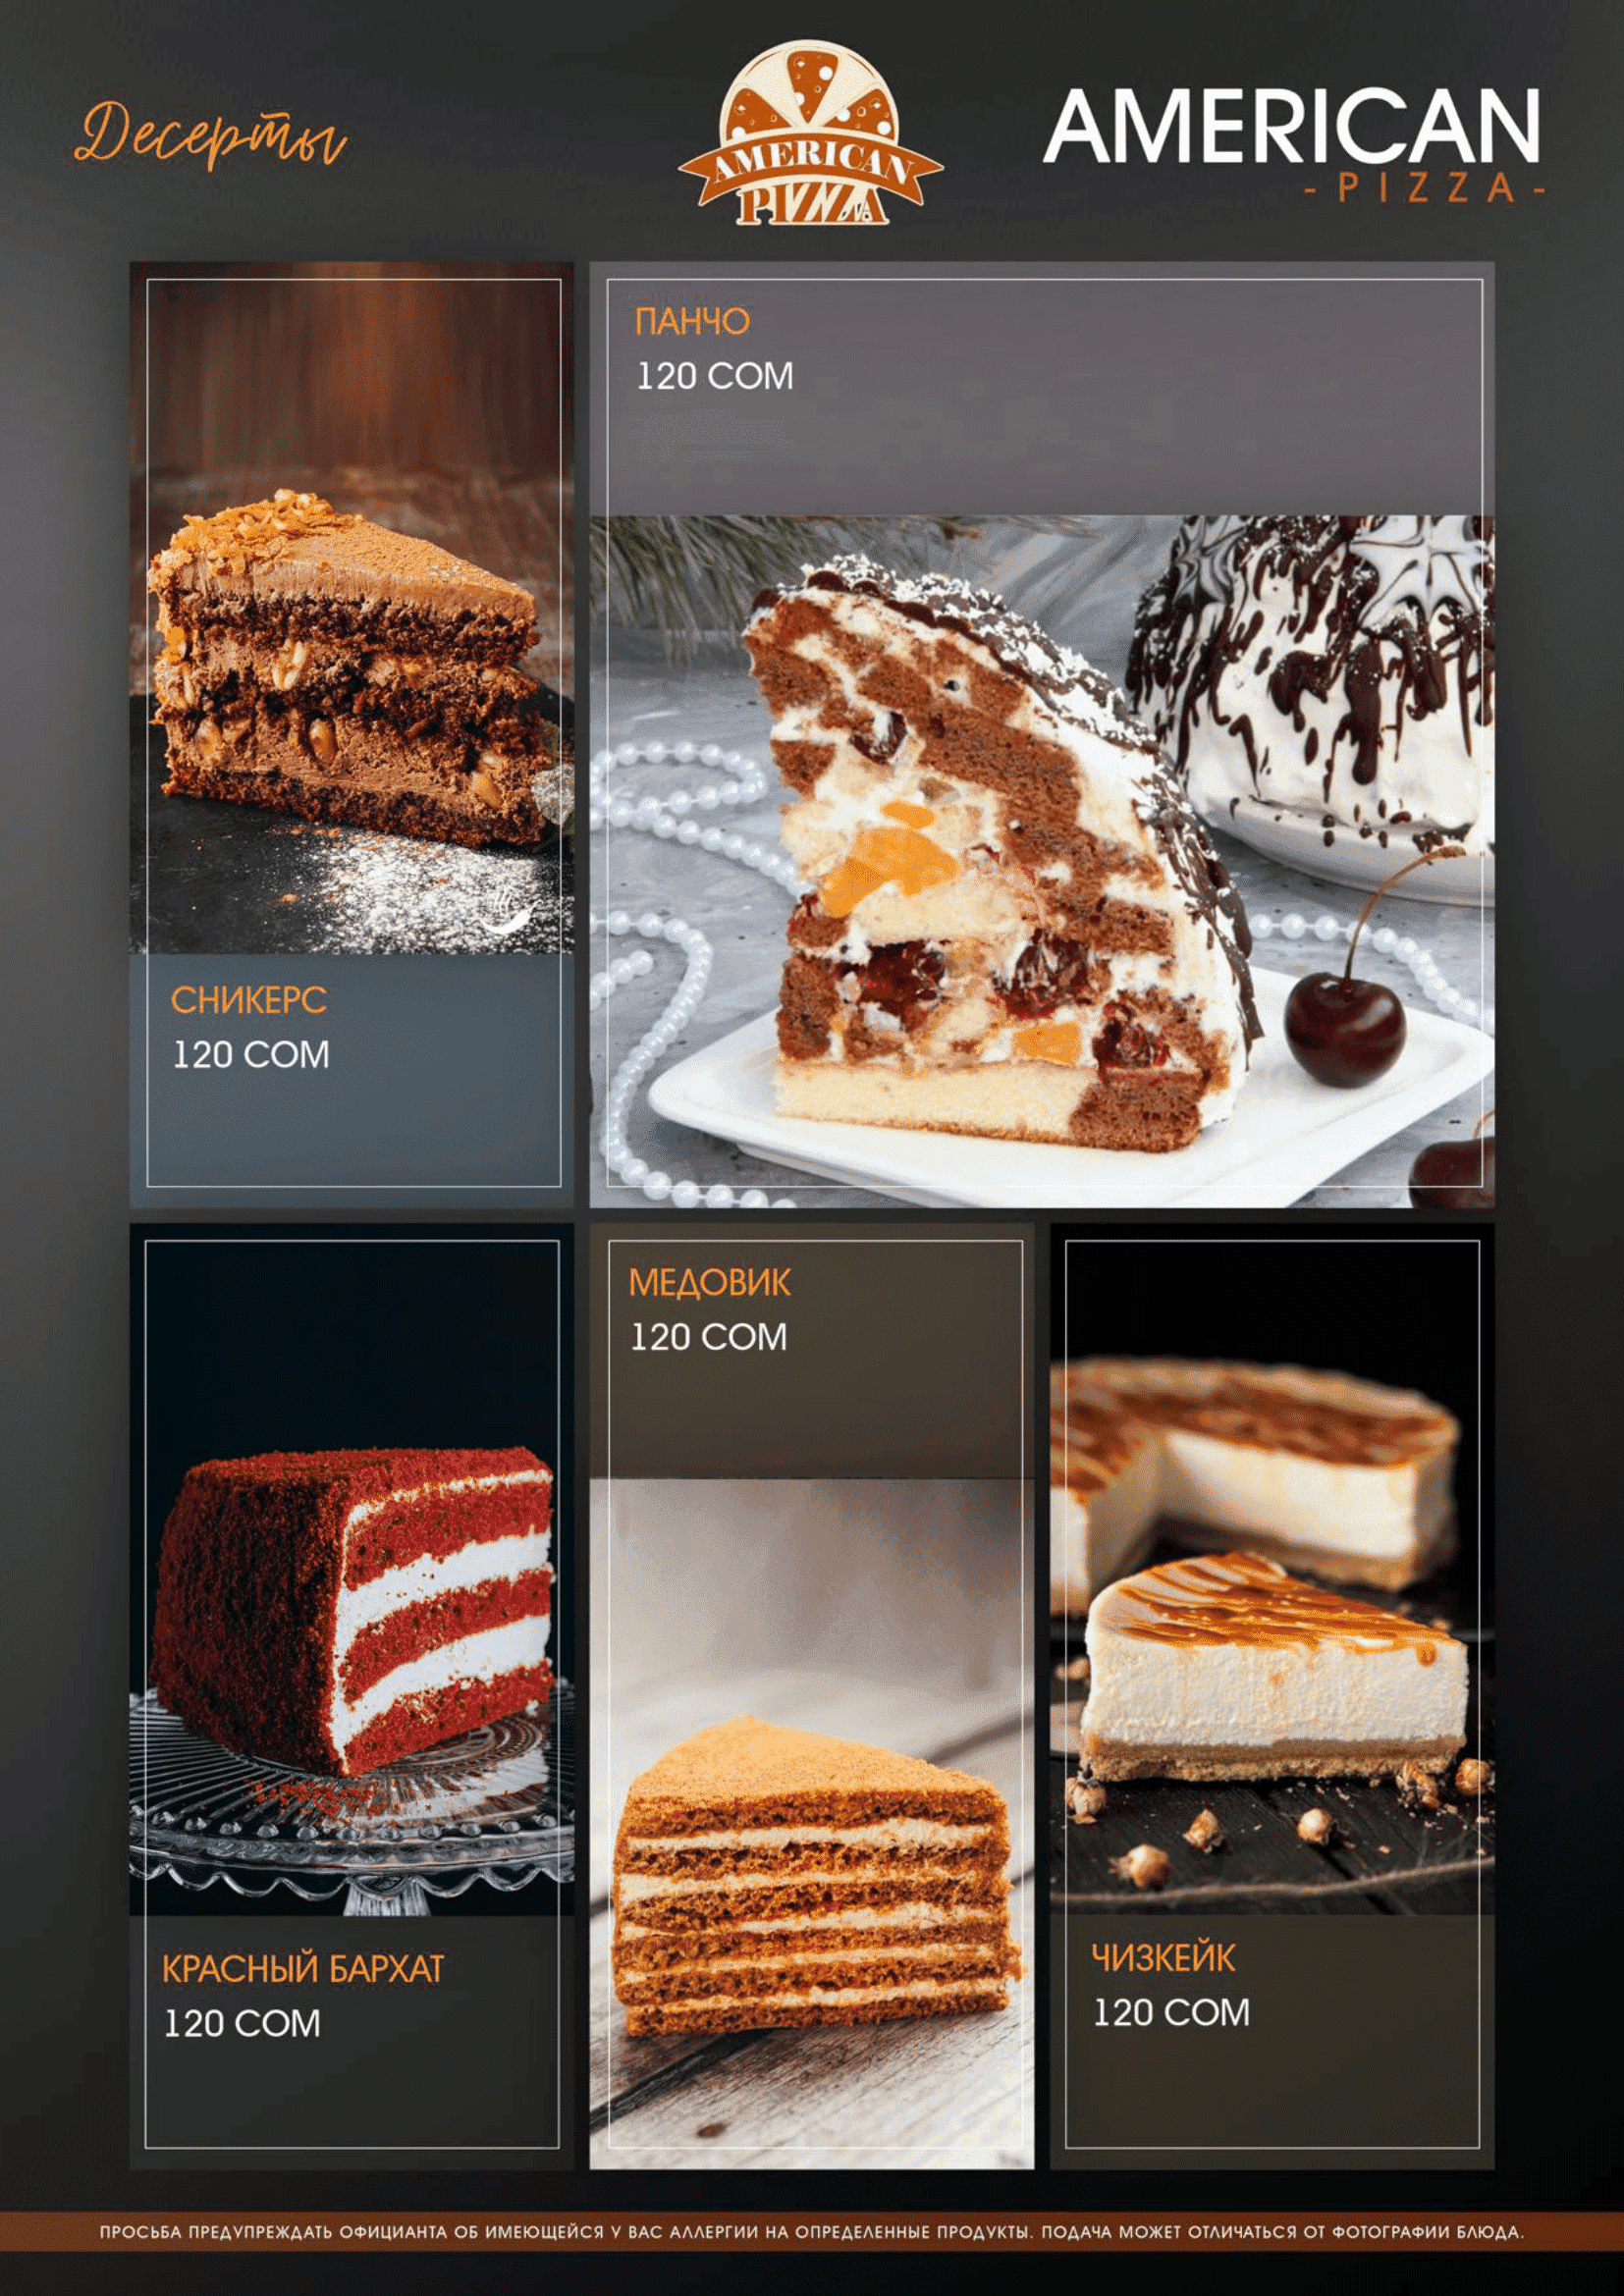 Десерты
AMERICAN
PIZZA
AMERICAN
- PIZZA -
ПАНЧО
120 СОМ
СНИКЕРС
120 СОМ
МЕДОВИК
120 СОМ
КРАСНЫЙ БАРХАТ
120 СОМ
ЧИЗКЕЙК
120 СОМ
ПРОСЬБА ПРЕДУПРЕЖДАТЬ ОФИЦИАНТА ОБ ИМЕЮЩЕЙСЯ У ВАС АЛЛЕРГИИ НА ОПРЕДЕЛЕННЫЕ ПРОДУКТЫ. ПОДАЧА МОЖЕТ ОТЛИЧАТЬСЯ ОТ ФОТОГРАФИИ БЛЮДА.